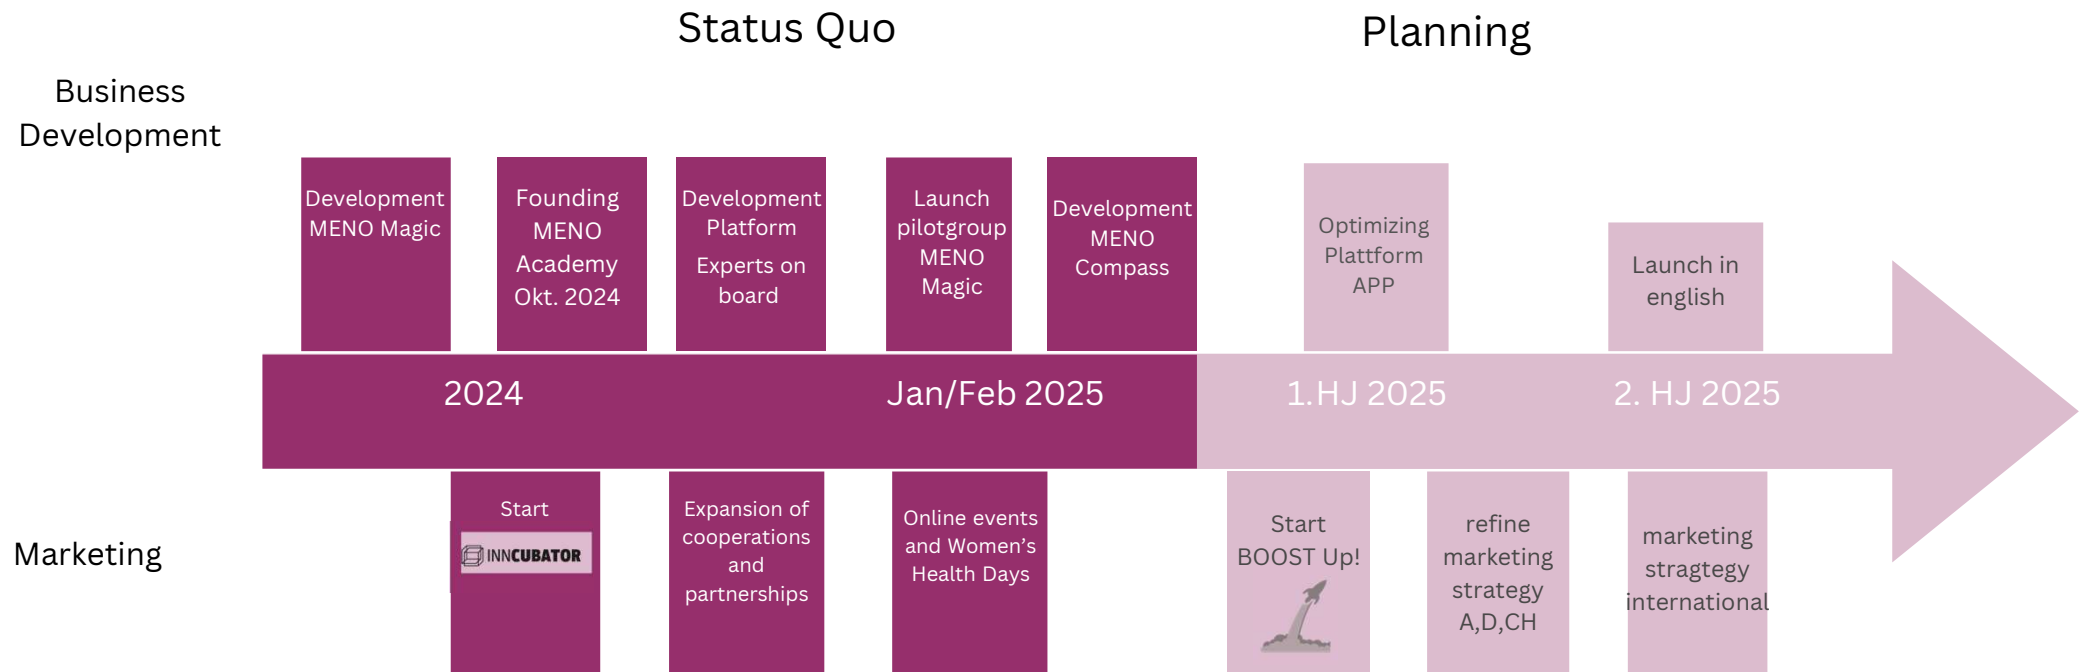 Status Quo
Planning
Business
Development
Development
MENO Magic
Founding
MENO
Academy
Okt. 2024
Development
Platform
Experts on
board
Launch
pilotgroup
MENO
Magic
Development
MENO
Compass
Optimizing
Plattform
APP
Launch in
english
2024
Jan/Feb 2025
1.HJ 2025
2. HJ 2025
Marketing
Start
INNCUBATOR
Expansion of
cooperations
and
partnerships
Online events
and Women’s
Health Days
Start
BOOST Up!
refine
marketing
strategy
A,D,CH
marketing
stragtegy
international